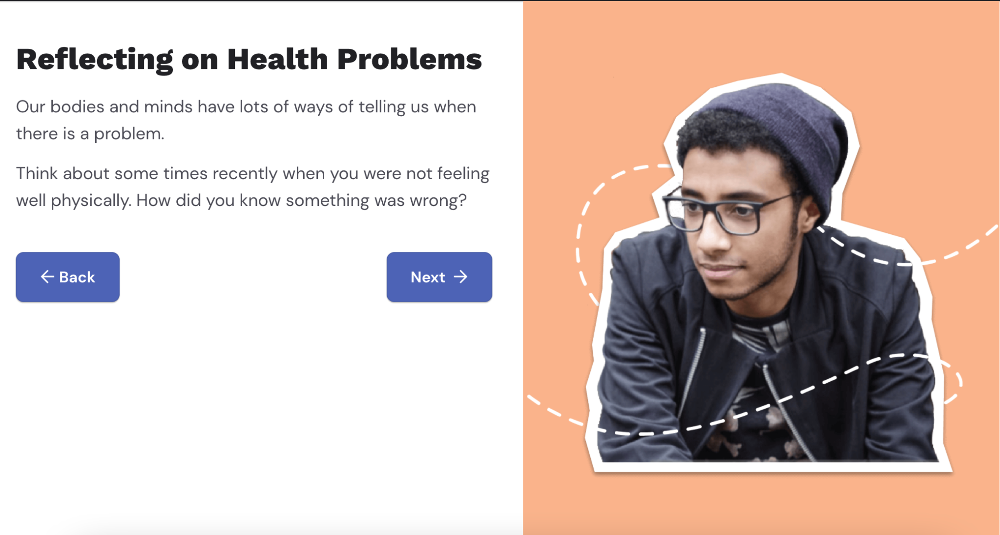 Reflecting on Health Problems
Our bodies and minds have lots of ways of telling us when
there is a problem.
Think about some times recently when you were not feeling
well physically. How did you know something was wrong?
← Back
Next →